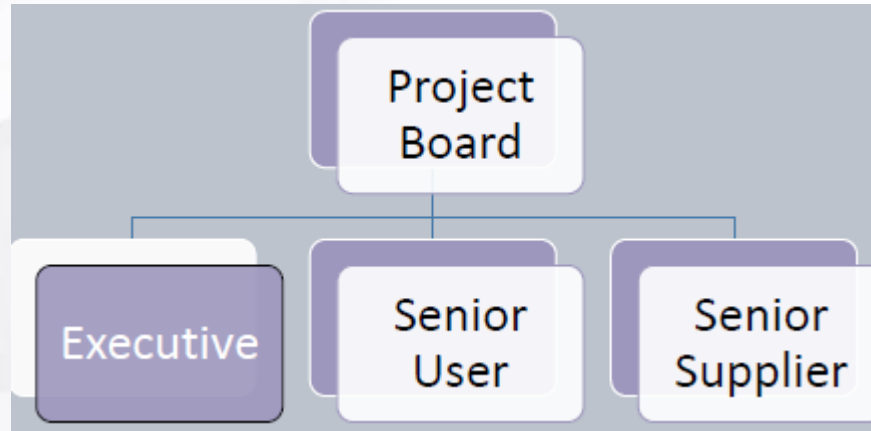 Project
Board
Executive
Senior
User
Senior
Supplier